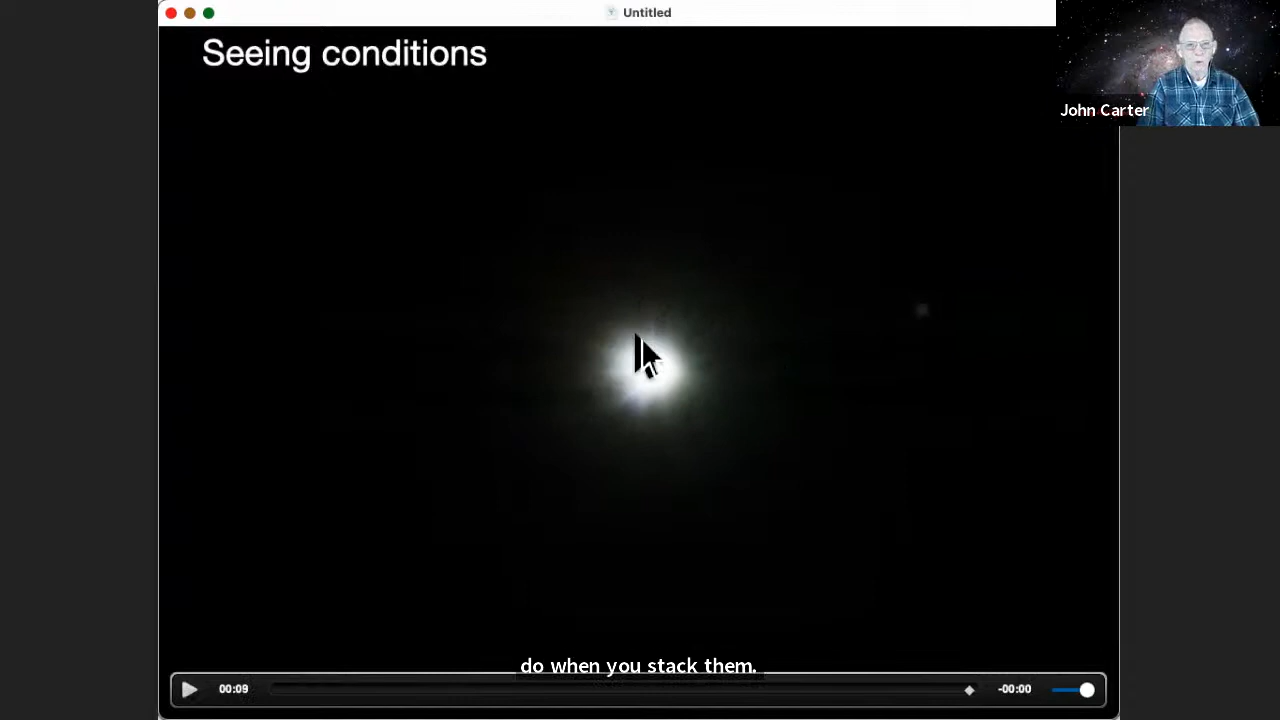 Untitled
Seeing conditions
John Carter
do when you stack them.
00:09
-00:00